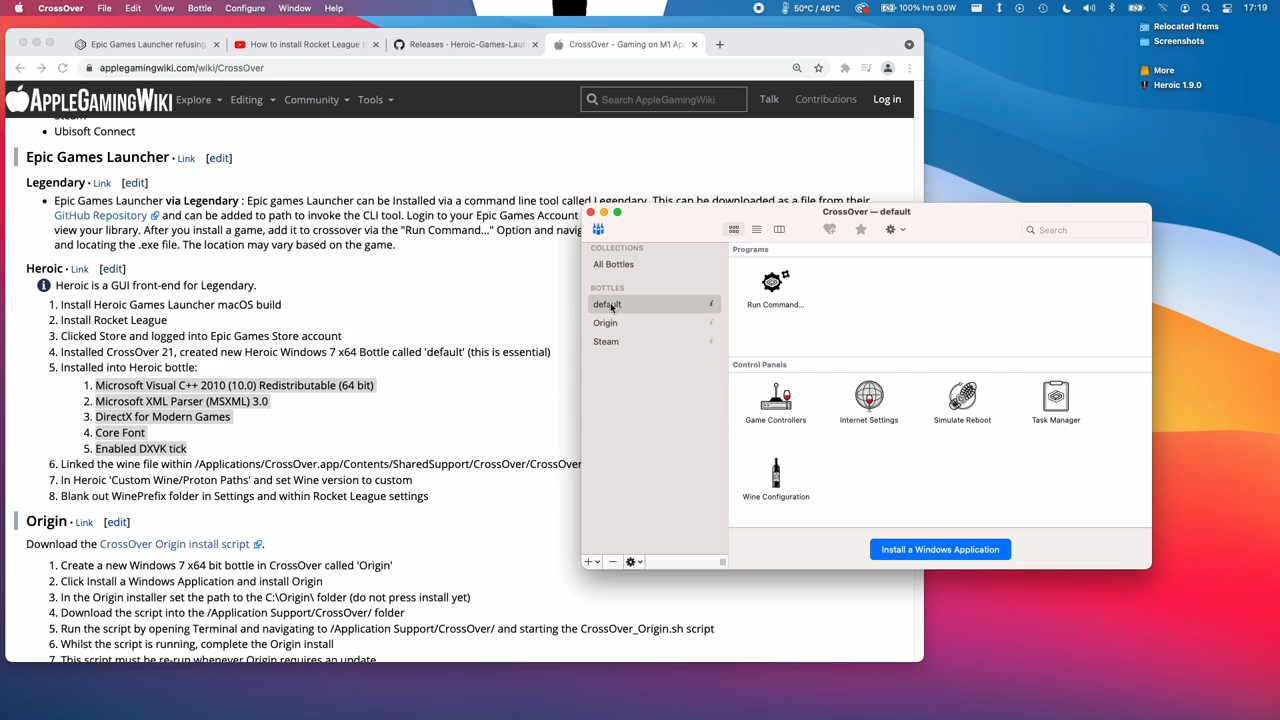 CrossOver File Edit View Bottle Configure Window Help 50°C / 46°C 100% hrs 0.0W 17:19
Relocated Items
Screenshots
More
Heroic 1.9.0
Epic Games Launcher refusing How to install Rocket League ( Releases · Heroic-Games-Laun CrossOver - Gaming on M1 Ap
applegamingwiki.com/wiki/CrossOver
AppleGamingWiki Explore Editing Community Tools Search AppleGamingWiki Talk Contributions Log in
Steam
Ubisoft Connect
Epic Games Launcher • Link [edit]
Legendary • Link [edit]
Epic Games Launcher via Legendary : Epic games Launcher can be Installed via a command line tool called Legendary. This can be downloaded as a file from their
GitHub Repository and can be added to path to invoke the CLI tool. Login to your Epic Games Account
view your library. After you install a game, add it to crossover via the "Run Command..." Option and navig
and locating the .exe file. The location may vary based on the game.
Heroic • Link [edit]
Heroic is a GUI front-end for Legendary.
1. Install Heroic Games Launcher macOS build
2. Install Rocket League
3. Clicked Store and logged into Epic Games Store account
4. Installed CrossOver 21, created new Heroic Windows 7 x64 Bottle called 'default' (this is essential)
5. Installed into Heroic bottle:
1. Microsoft Visual C++ 2010 (10.0) Redistributable (64 bit)
2. Microsoft XML Parser (MSXML) 3.0
3. DirectX for Modern Games
4. Core Font
5. Enabled DXVK tick
6. Linked the wine file within /Applications/CrossOver.app/Contents/SharedSupport/CrossOver/CrossOver
7. In Heroic 'Custom Wine/Proton Paths' and set Wine version to custom
8. Blank out WinePrefix folder in Settings and within Rocket League settings
Origin • Link [edit]
Download the CrossOver Origin install script .
1. Create a new Windows 7 x64 bit bottle in CrossOver called 'Origin'
2. Click Install a Windows Application and install Origin
3. In the Origin installer set the path to the C:\Origin\ folder (do not press install yet)
4. Download the script into the /Application Support/CrossOver/ folder
5. Run the script by opening Terminal and navigating to /Application Support/CrossOver/ and starting the CrossOver_Origin.sh script
6. Whilst the script is running, complete the Origin install
7. This script must be re-run whenever Origin requires an update
CrossOver — default
Search
COLLECTIONS
All Bottles
BOTTLES
default
Origin
Steam
Programs
Run Command...
Control Panels
Game Controllers Internet Settings Simulate Reboot Task Manager
Wine Configuration
Install a Windows Application